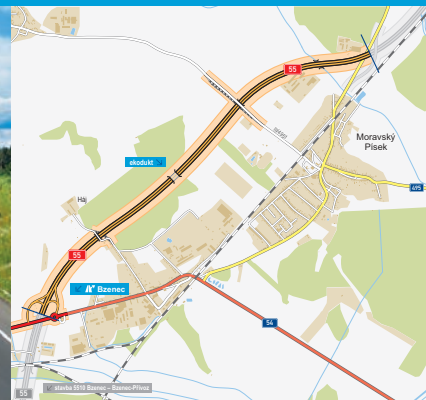 55
Moravský
Písek
ekodukt
495
Háj
55
Bzenec
54
stavba 5510 Bzenec – Bzenec-Přívoz
55